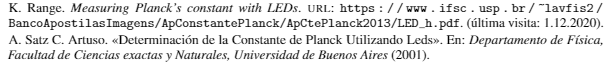 K. Range. Measuring Planck's constant with LEDs. URL: https://www.ifsc.usp.br/~lavfis2/
BancoApostilasImagens/ApConstantePlanck/ApCtePlanck2013/LED_h.pdf. (última visita: 1.12.2020).
A. Satz C. Artuso. «Determinación de la Constante de Planck Utilizando Leds». En: Departamento de Física,
Facultad de Ciencias exactas y Naturales, Universidad de Buenos Aires (2001).